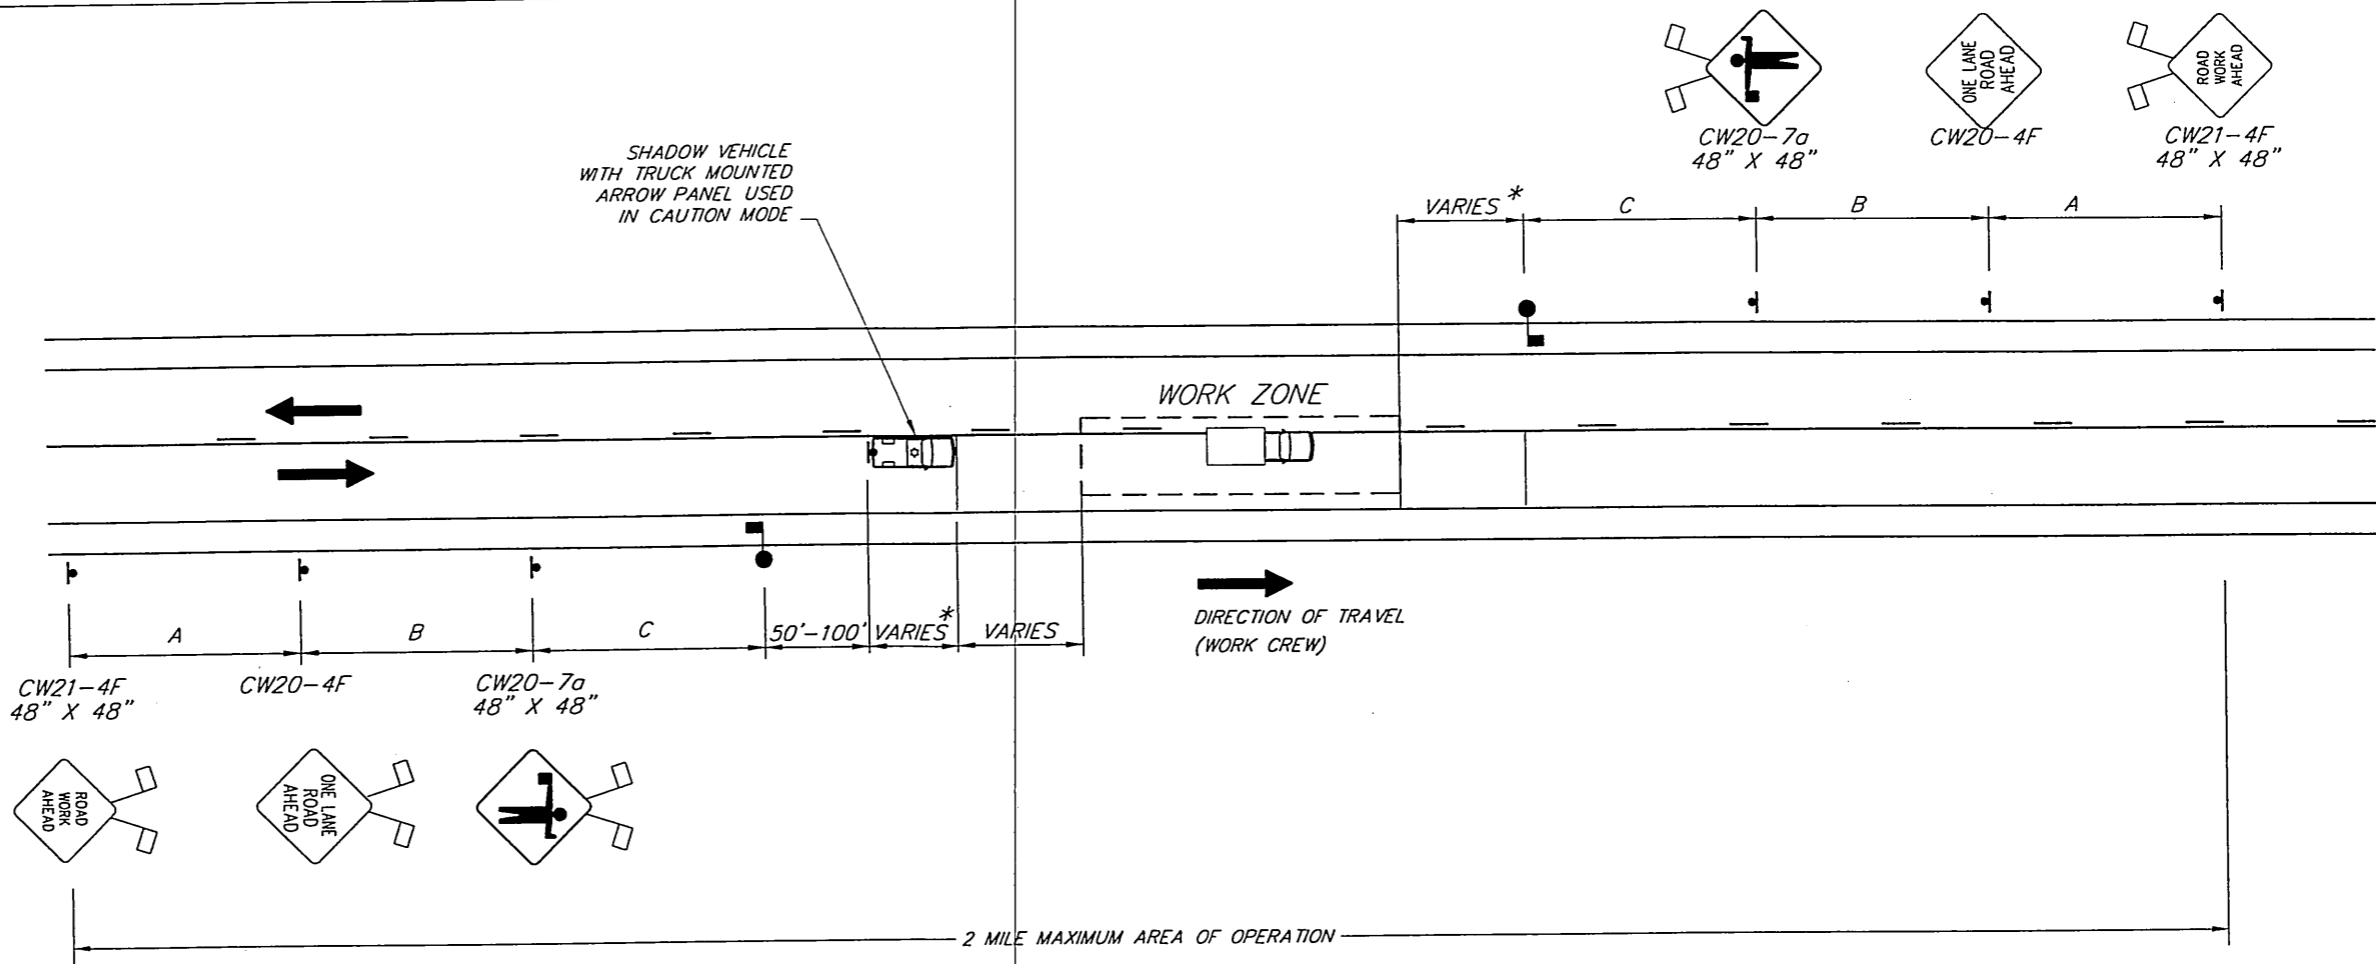 ONE LANE
ROAD
AHEAD
ROAD
WORK
AHEAD
CW20-7a
48" X 48"
CW20-4F
CW21-4F
48" X 48"
SHADOW VEHICLE
WITH TRUCK MOUNTED
ARROW PANEL USED
IN CAUTION MODE
VARIES *
C
B
A
WORK ZONE
DIRECTION OF TRAVEL
(WORK CREW)
A
B
C
50'-100'
VARIES *
VARIES
CW21-4F
48" X 48"
CW20-4F
CW20-7a
48" X 48"
ROAD
WORK
AHEAD
ONE LANE
ROAD
AHEAD
2 MILE MAXIMUM AREA OF OPERATION